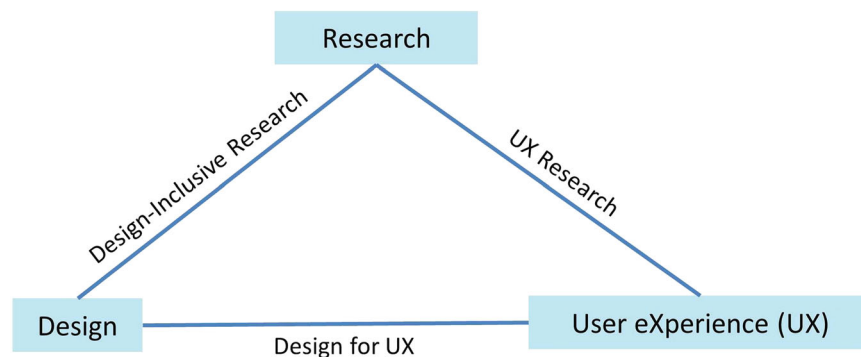 Research
Design-Inclusive Research
UX Research
Design
User eXperience (UX)
Design for UX